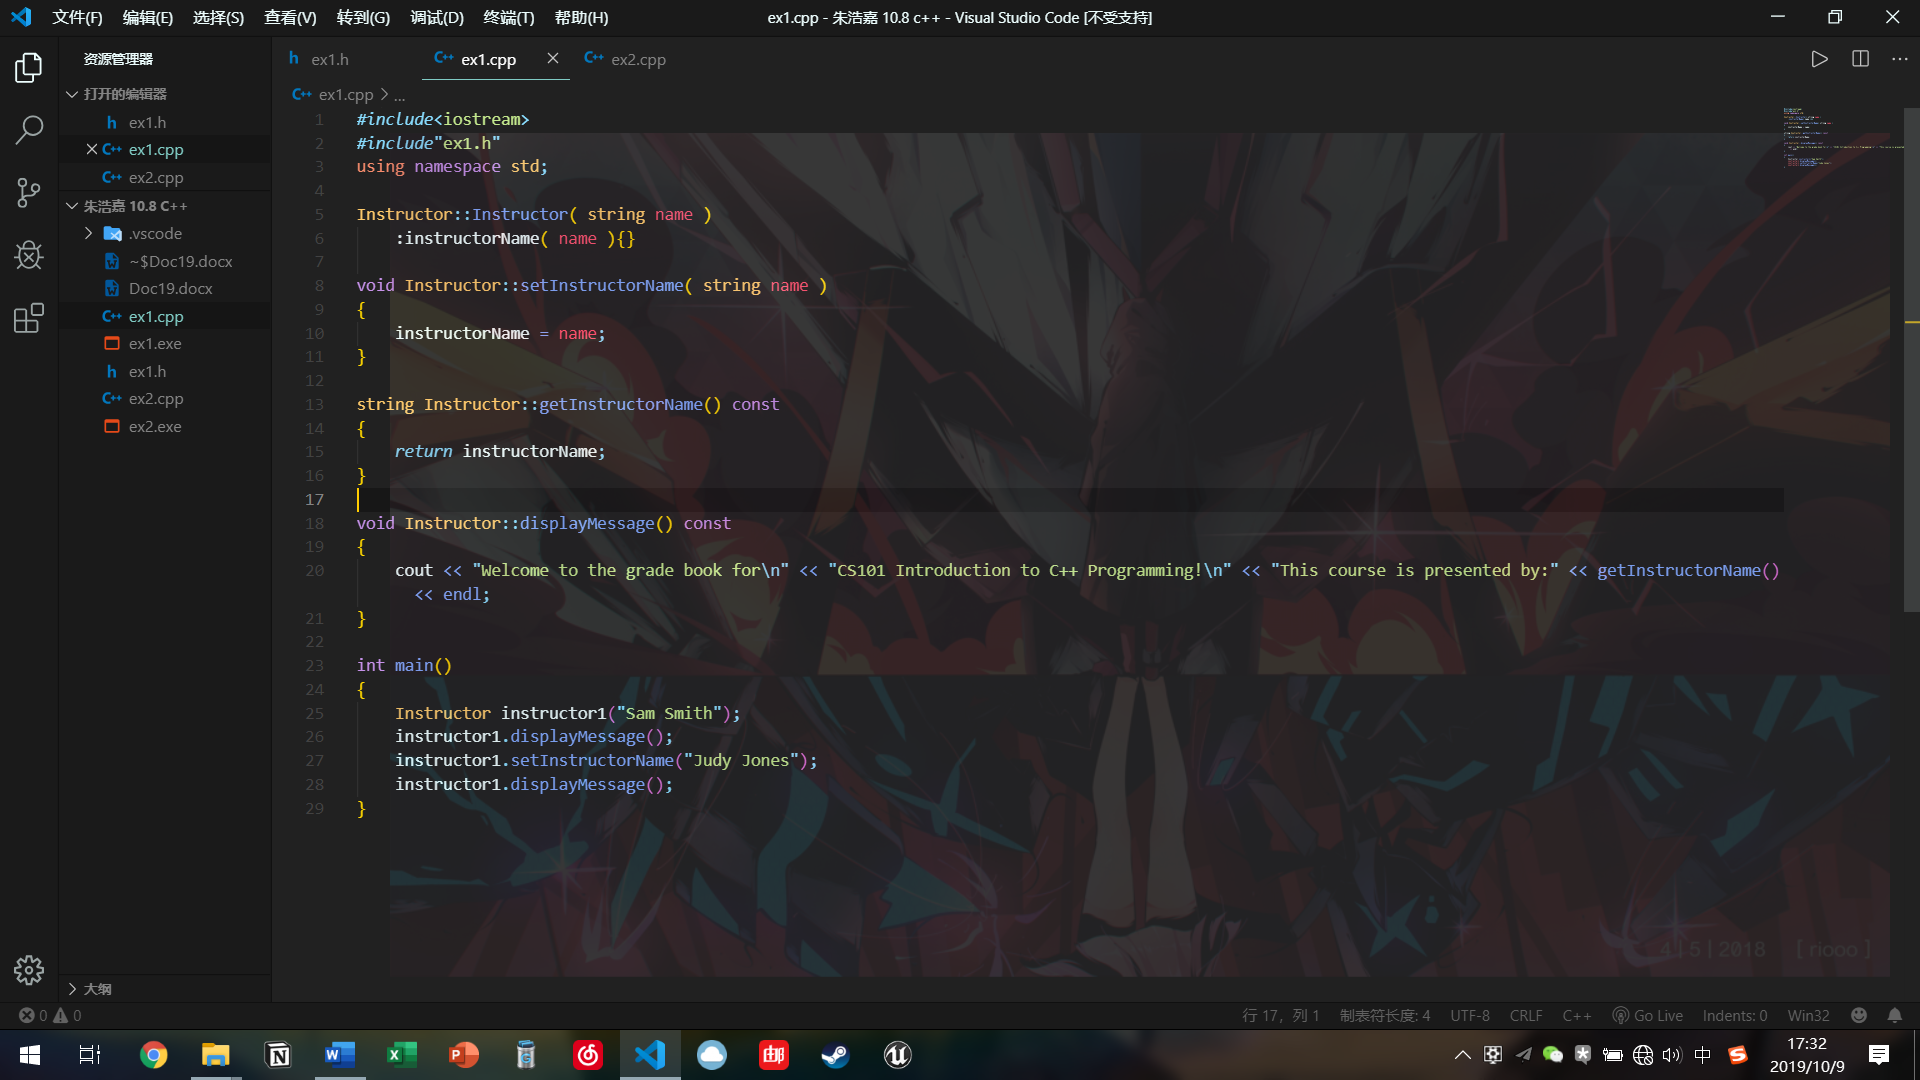 文件(F) 编辑(E) 选择(S) 查看(V) 转到(G) 调试(D) 终端(T) 帮助(H) ex1.cpp - 朱浩嘉 10.8 c++ - Visual Studio Code [不受支持]
资源管理器
打开的编辑器
ex1.h
ex1.cpp
ex2.cpp
朱浩嘉 10.8 C++
.vscode
~$Doc19.docx
Doc19.docx
ex1.cpp
ex1.exe
ex1.h
ex2.cpp
ex2.exe
大纲
ex1.h ex1.cpp ex2.cpp
ex1.cpp > ...
1 #include<iostream>
2 #include"ex1.h"
3 using namespace std;
4
5 Instructor::Instructor( string name )
6 :instructorName( name ){}
7
8 void Instructor::setInstructorName( string name )
9 {
10 instructorName = name;
11 }
12
13 string Instructor::getInstructorName() const
14 {
15 return instructorName;
16 }
17
18 void Instructor::displayMessage() const
19 {
20 cout << "Welcome to the grade book for\n" << "CS101 Introduction to C++ Programming!\n" << "This course is presented by:" << getInstructorName()
<< endl;
21 }
22
23 int main()
24 {
25 Instructor instructor1("Sam Smith");
26 instructor1.displayMessage();
27 instructor1.setInstructorName("Judy Jones");
28 instructor1.displayMessage();
29 }
4 | 5 | 2018 [ riooo ]
0 0 行 17，列 1 制表符长度: 4 UTF-8 CRLF C++ Go Live Indents: 0 Win32
中
17:32
2019/10/9